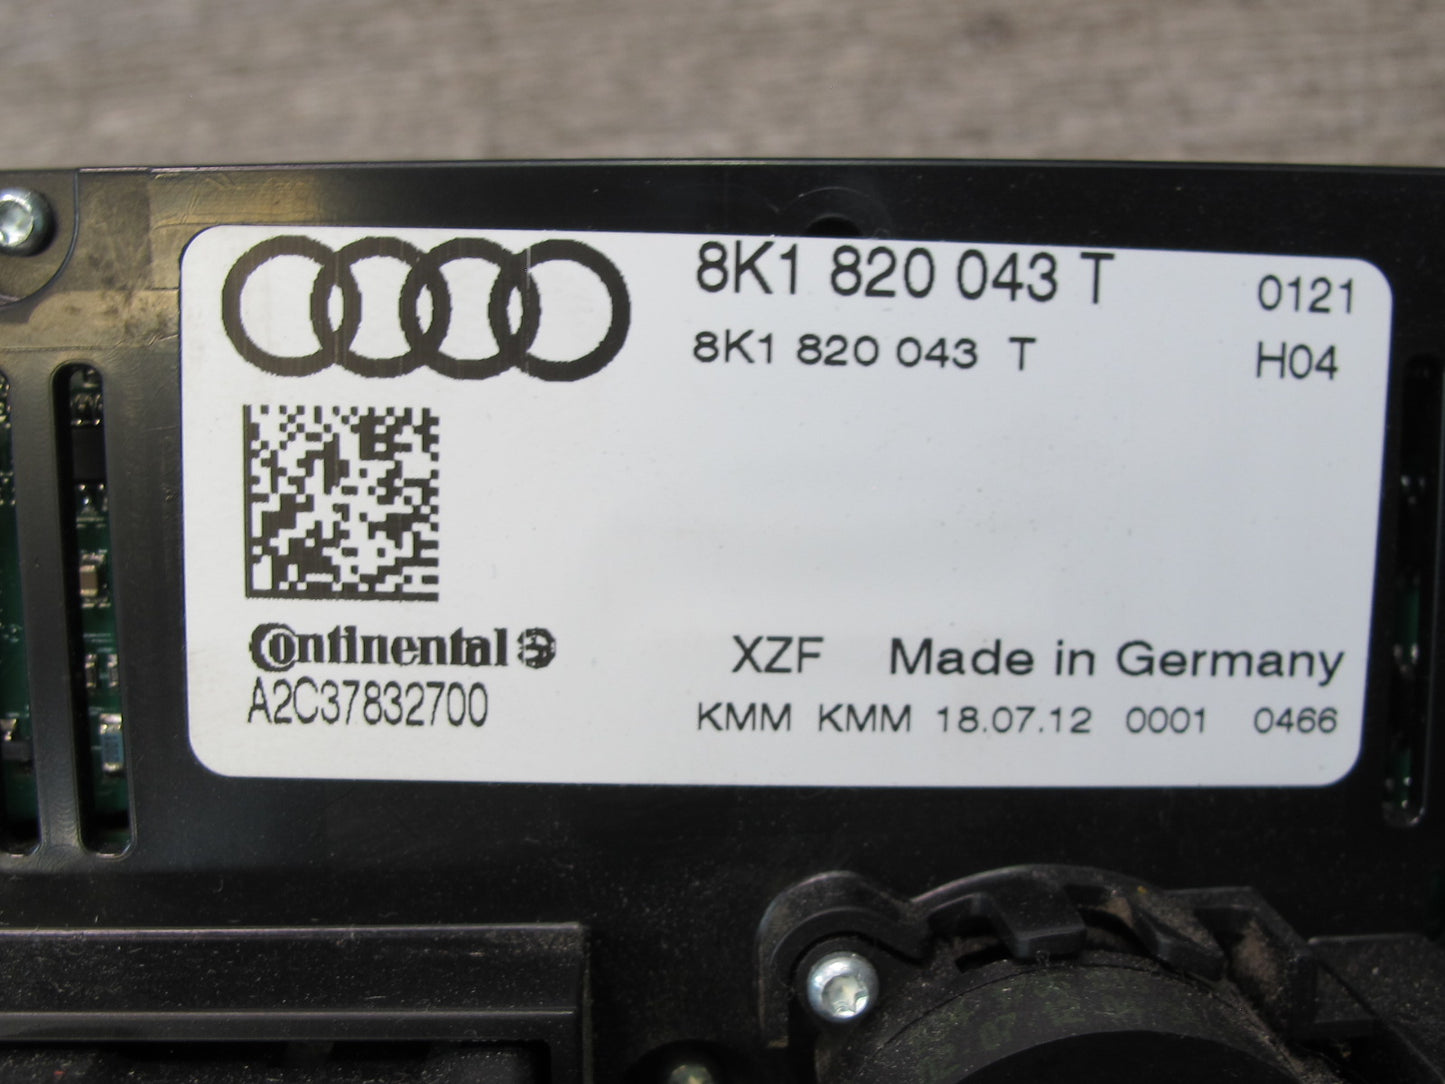 8K1 820 043 T 0121
8K1 820 043 T H04
Continental
A2C37832700
XZF Made in Germany
KMM KMM 18.07.12 0001 0466